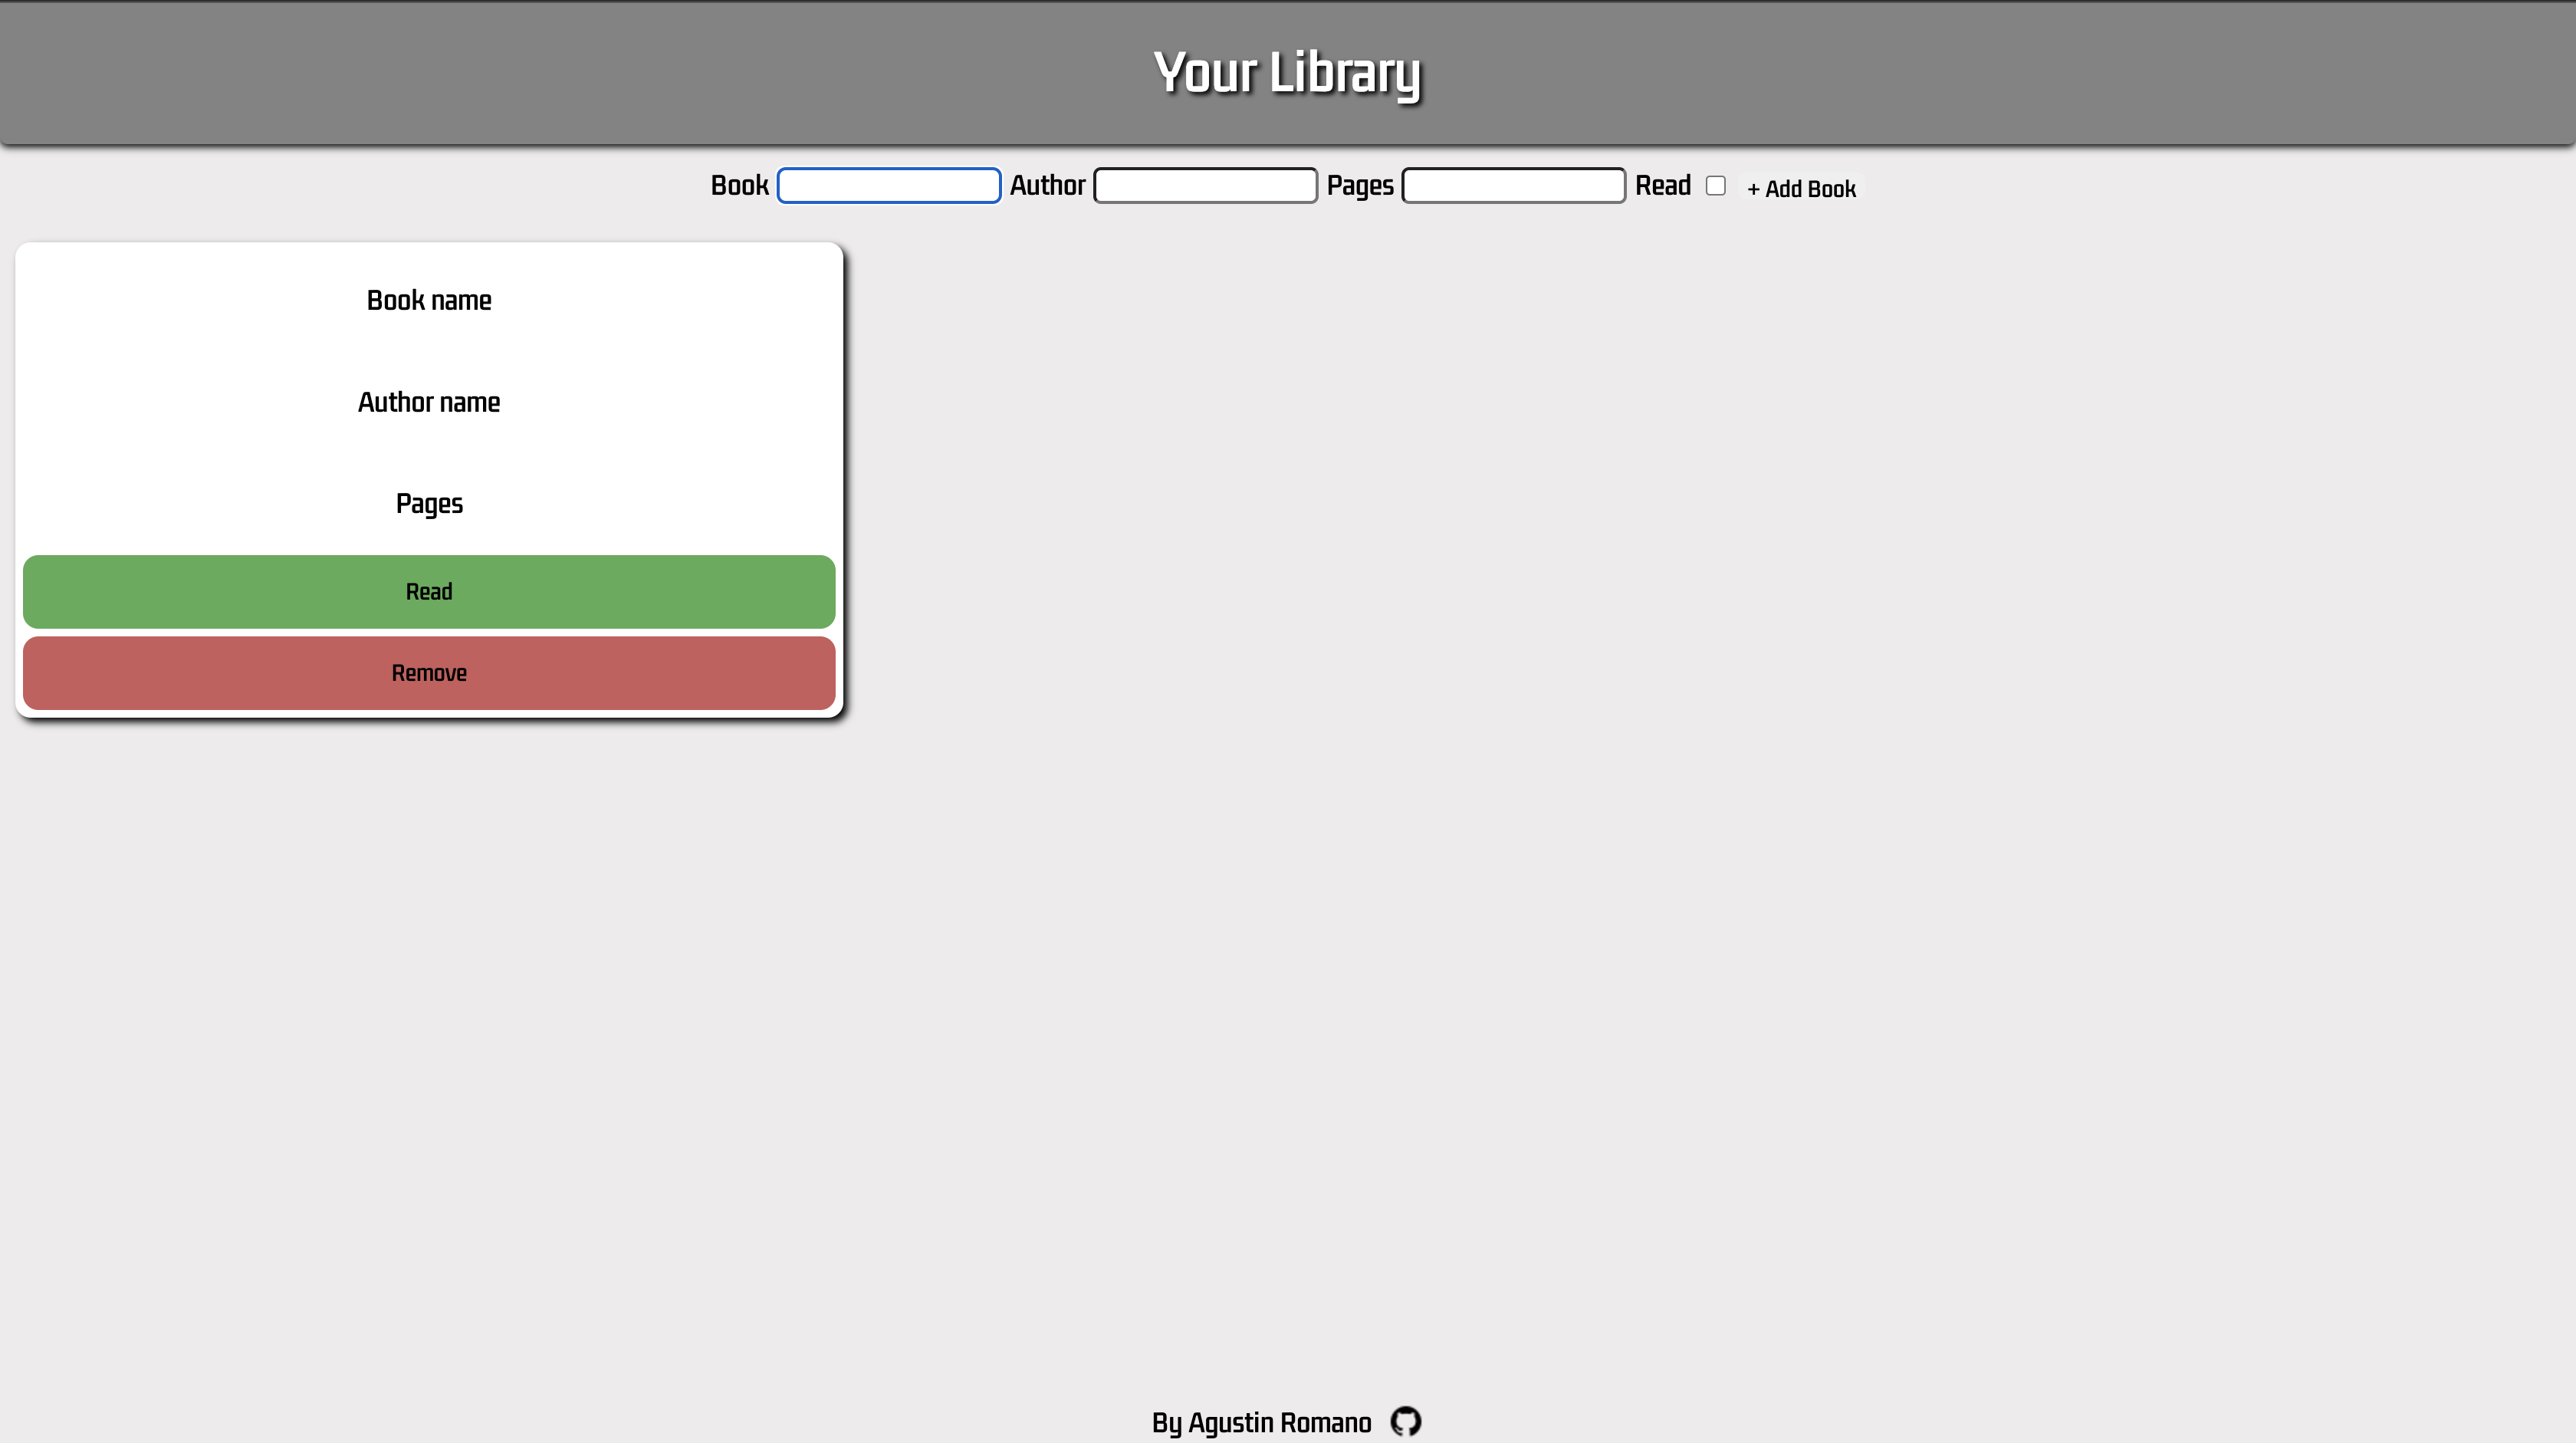 Your Library
Book Author Pages Read + Add Book
Book name
Author name
Pages
Read
Remove
By Agustin Romano